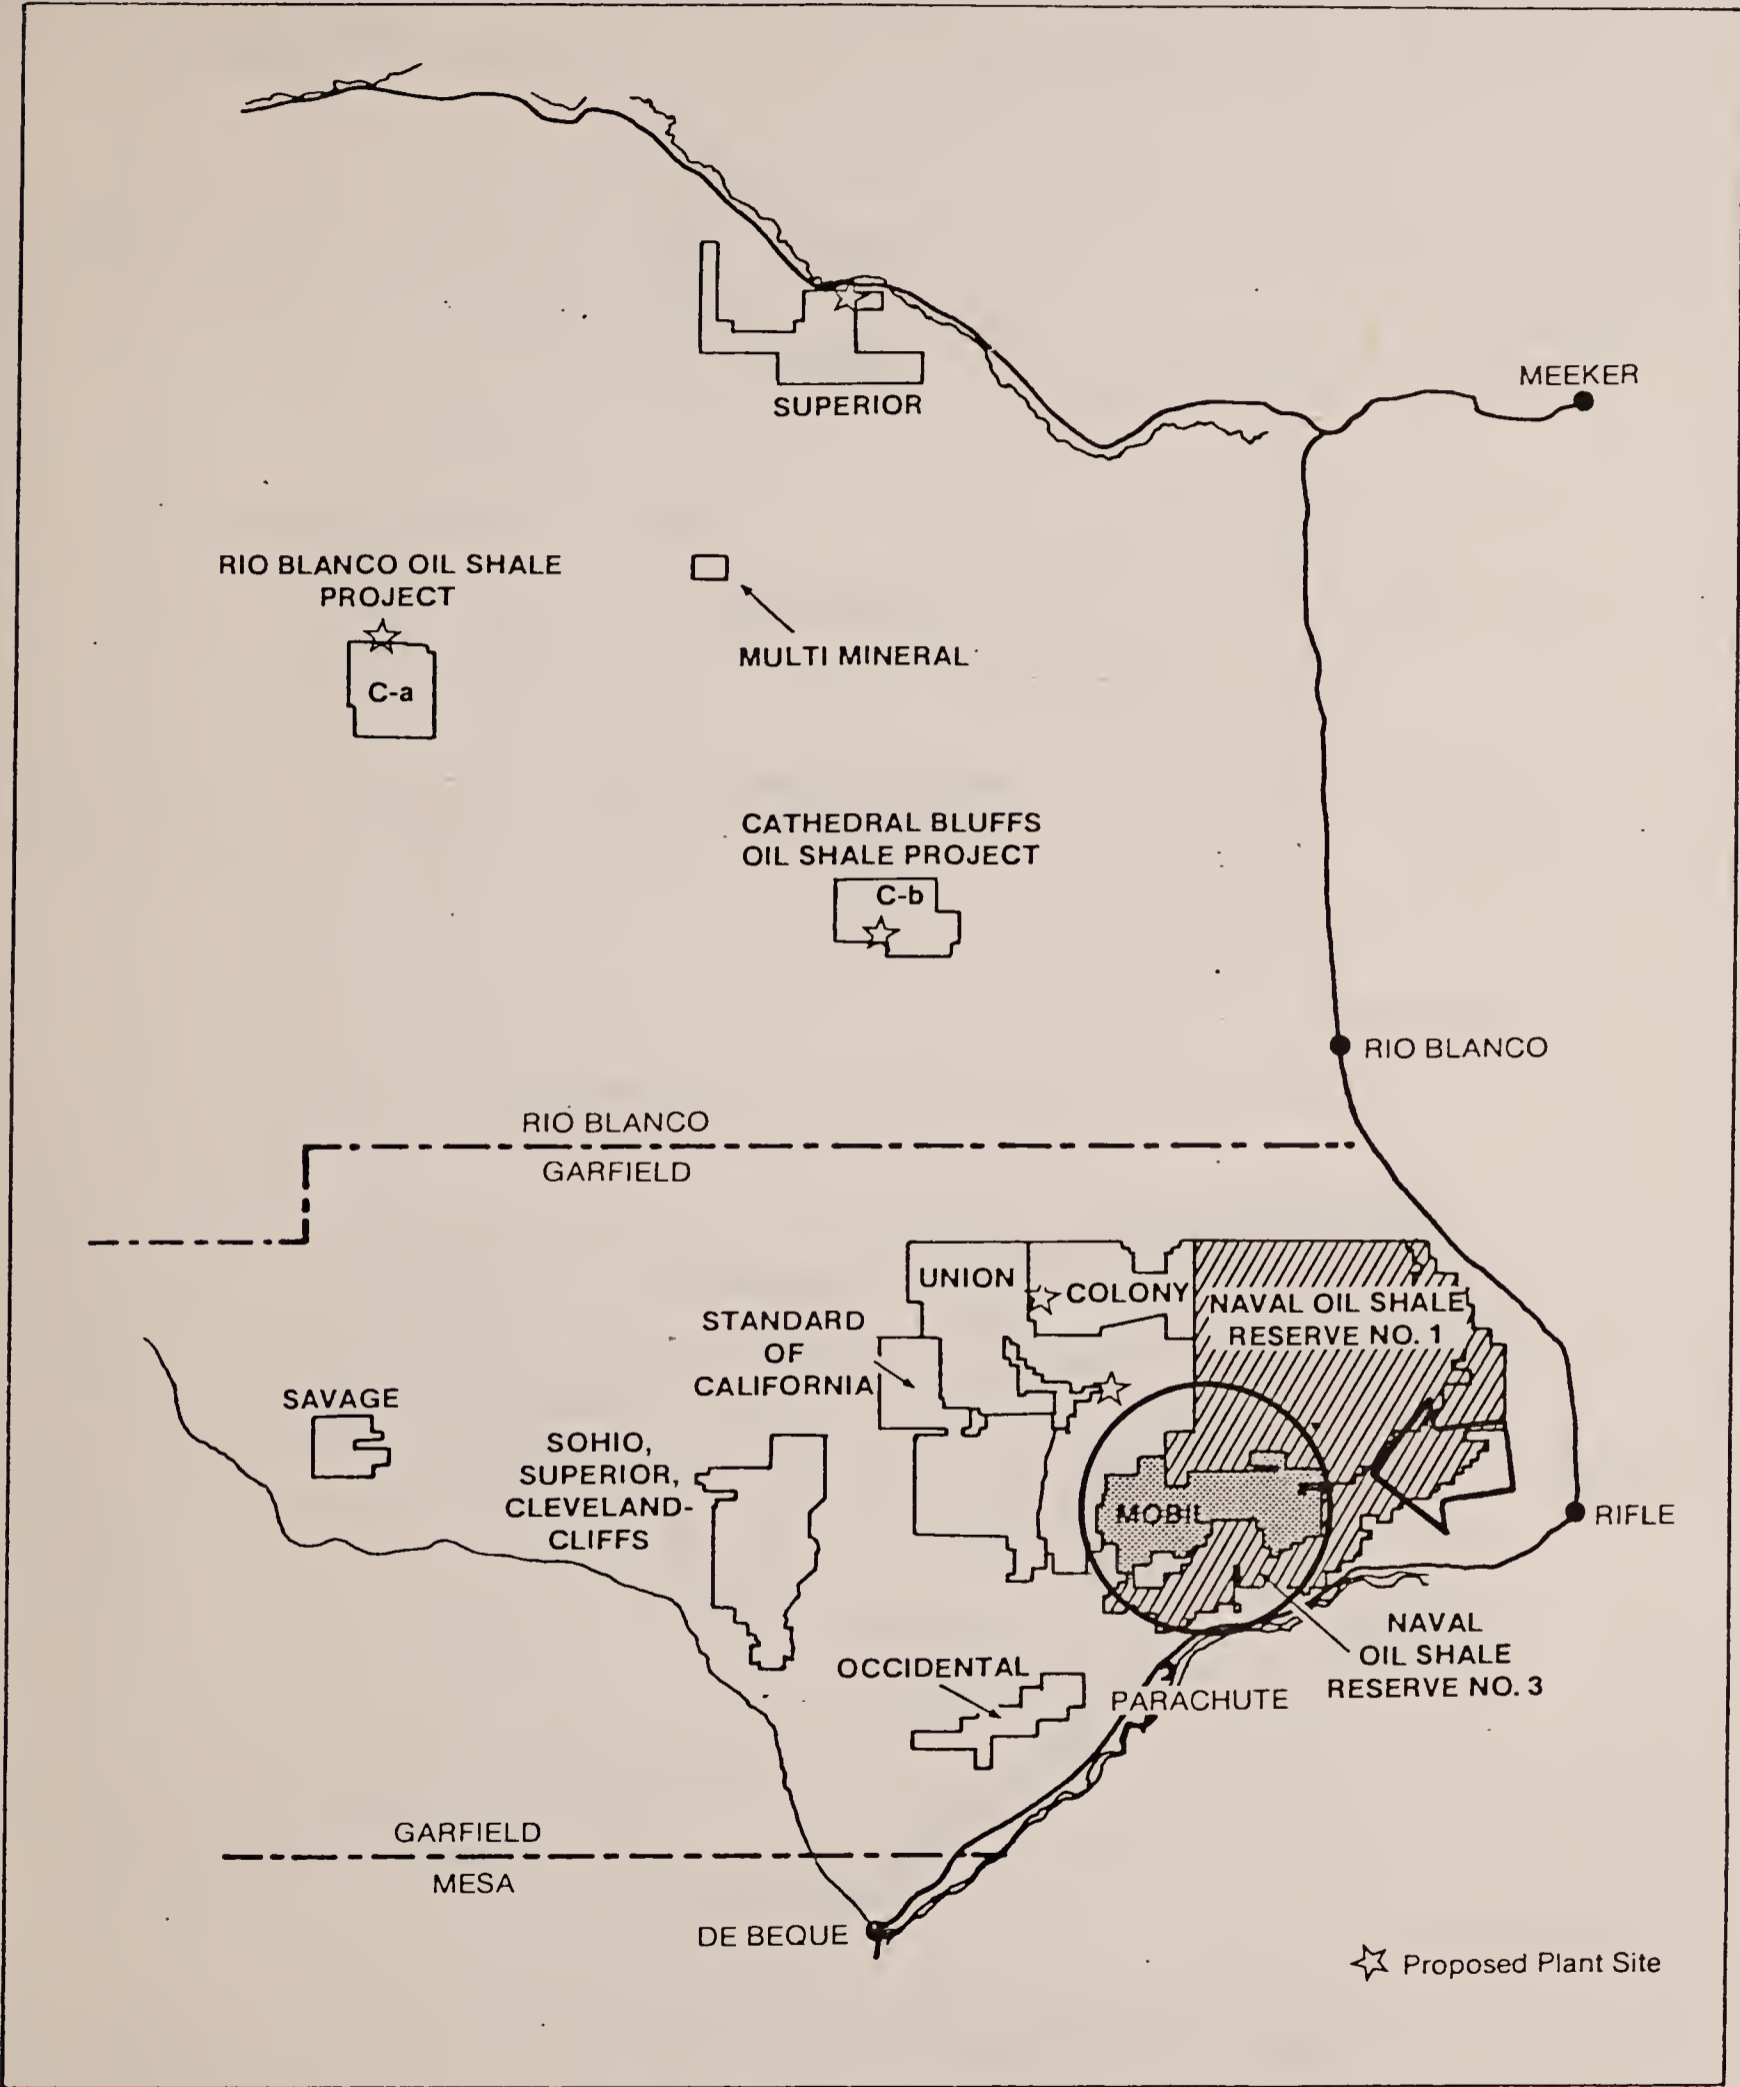 MEEKER
SUPERIOR
RIO BLANCO OIL SHALE
PROJECT
C-a
MULTI MINERAL
CATHEDRAL BLUFFS
OIL SHALE PROJECT
C-b
RIO BLANCO
RIO BLANCO
GARFIELD
UNION
COLONY
NAVAL OIL SHALE
RESERVE NO. 1
STANDARD
OF
CALIFORNIA
SAVAGE
SOHIO,
SUPERIOR,
CLEVELAND-
CLIFFS
MOBIL
RIFLE
NAVAL
OIL SHALE
RESERVE NO. 3
OCCIDENTAL
PARACHUTE
GARFIELD
MESA
DE BEQUE
Proposed Plant Site